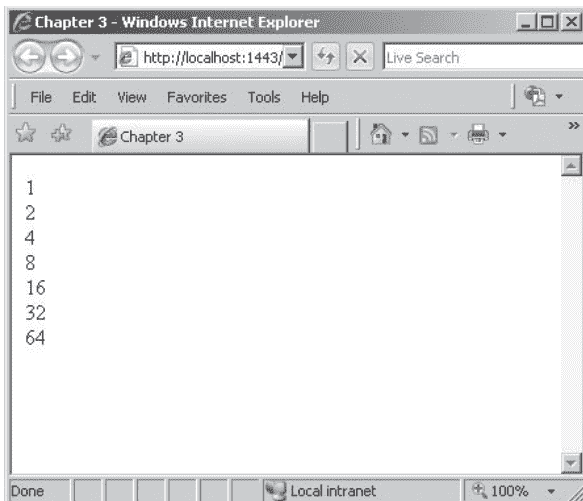 Chapter 3 - Windows Internet Explorer
http://localhost:1443/
Live Search
File Edit View Favorites Tools Help
Chapter 3
»
1
2
4
8
16
32
64
Done Local intranet 100%